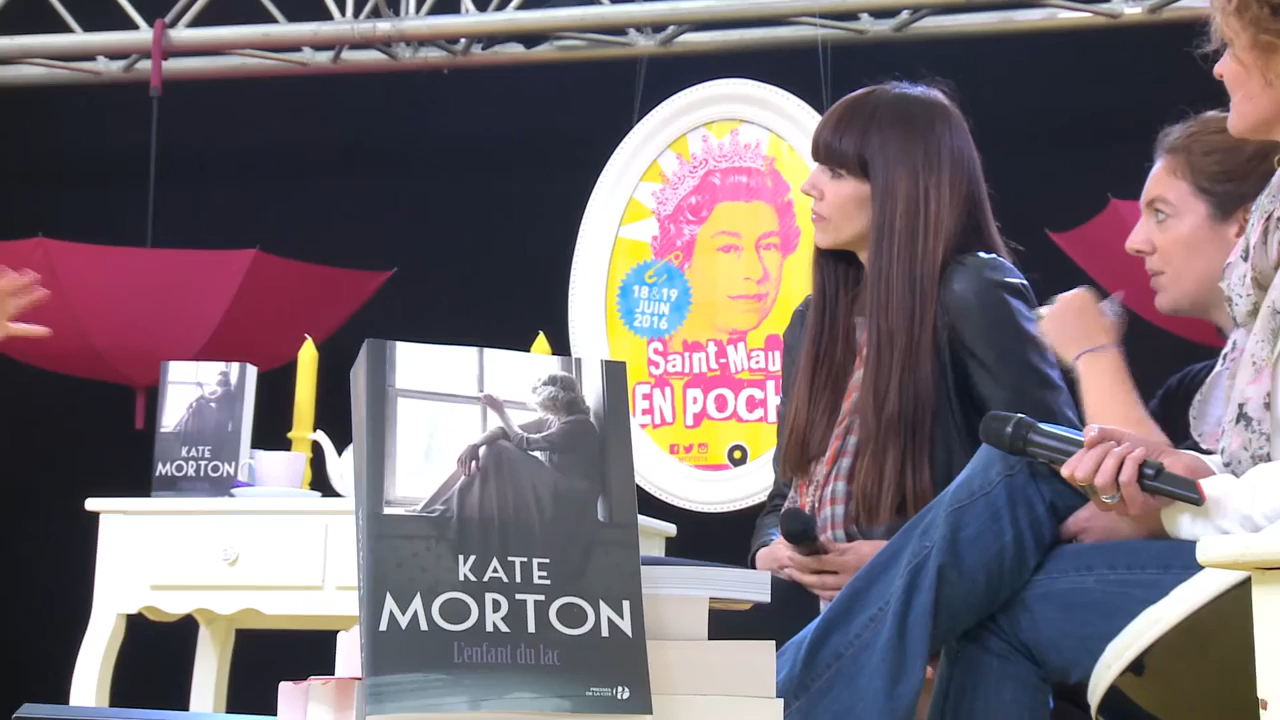 18&19
JUIN
2016
Saint-Mau
EN POCH
KATE
MORTON
KATE
MORTON
L'enfant du lac
PRESSES
DE LA CITÉ